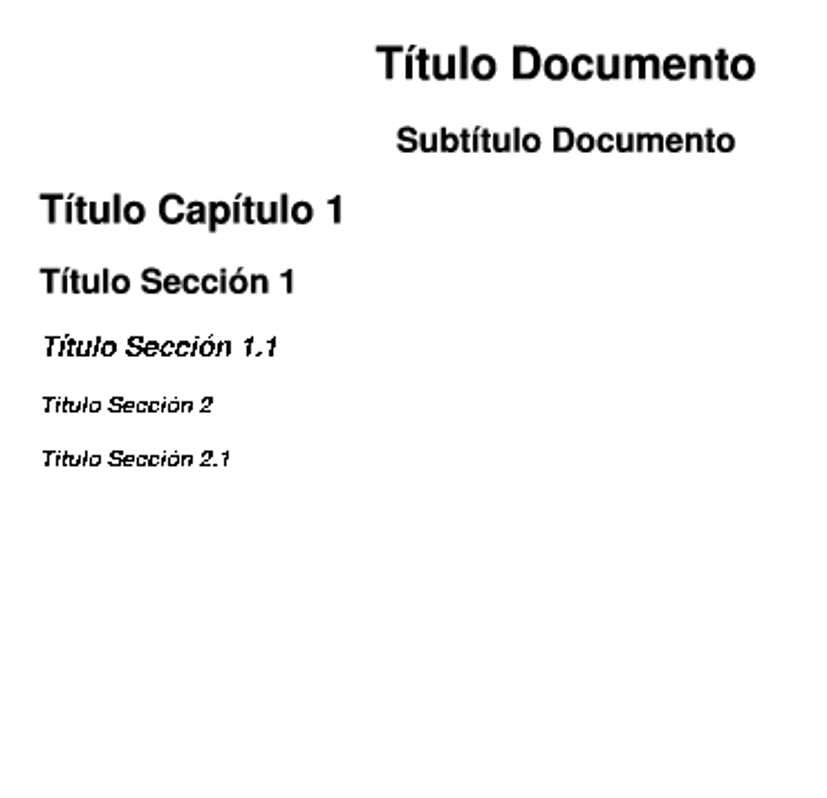 Título Documento
Subtítulo Documento
Título Capítulo 1
Título Sección 1
Título Sección 1.1
Título Sección 2
Título Sección 2.1